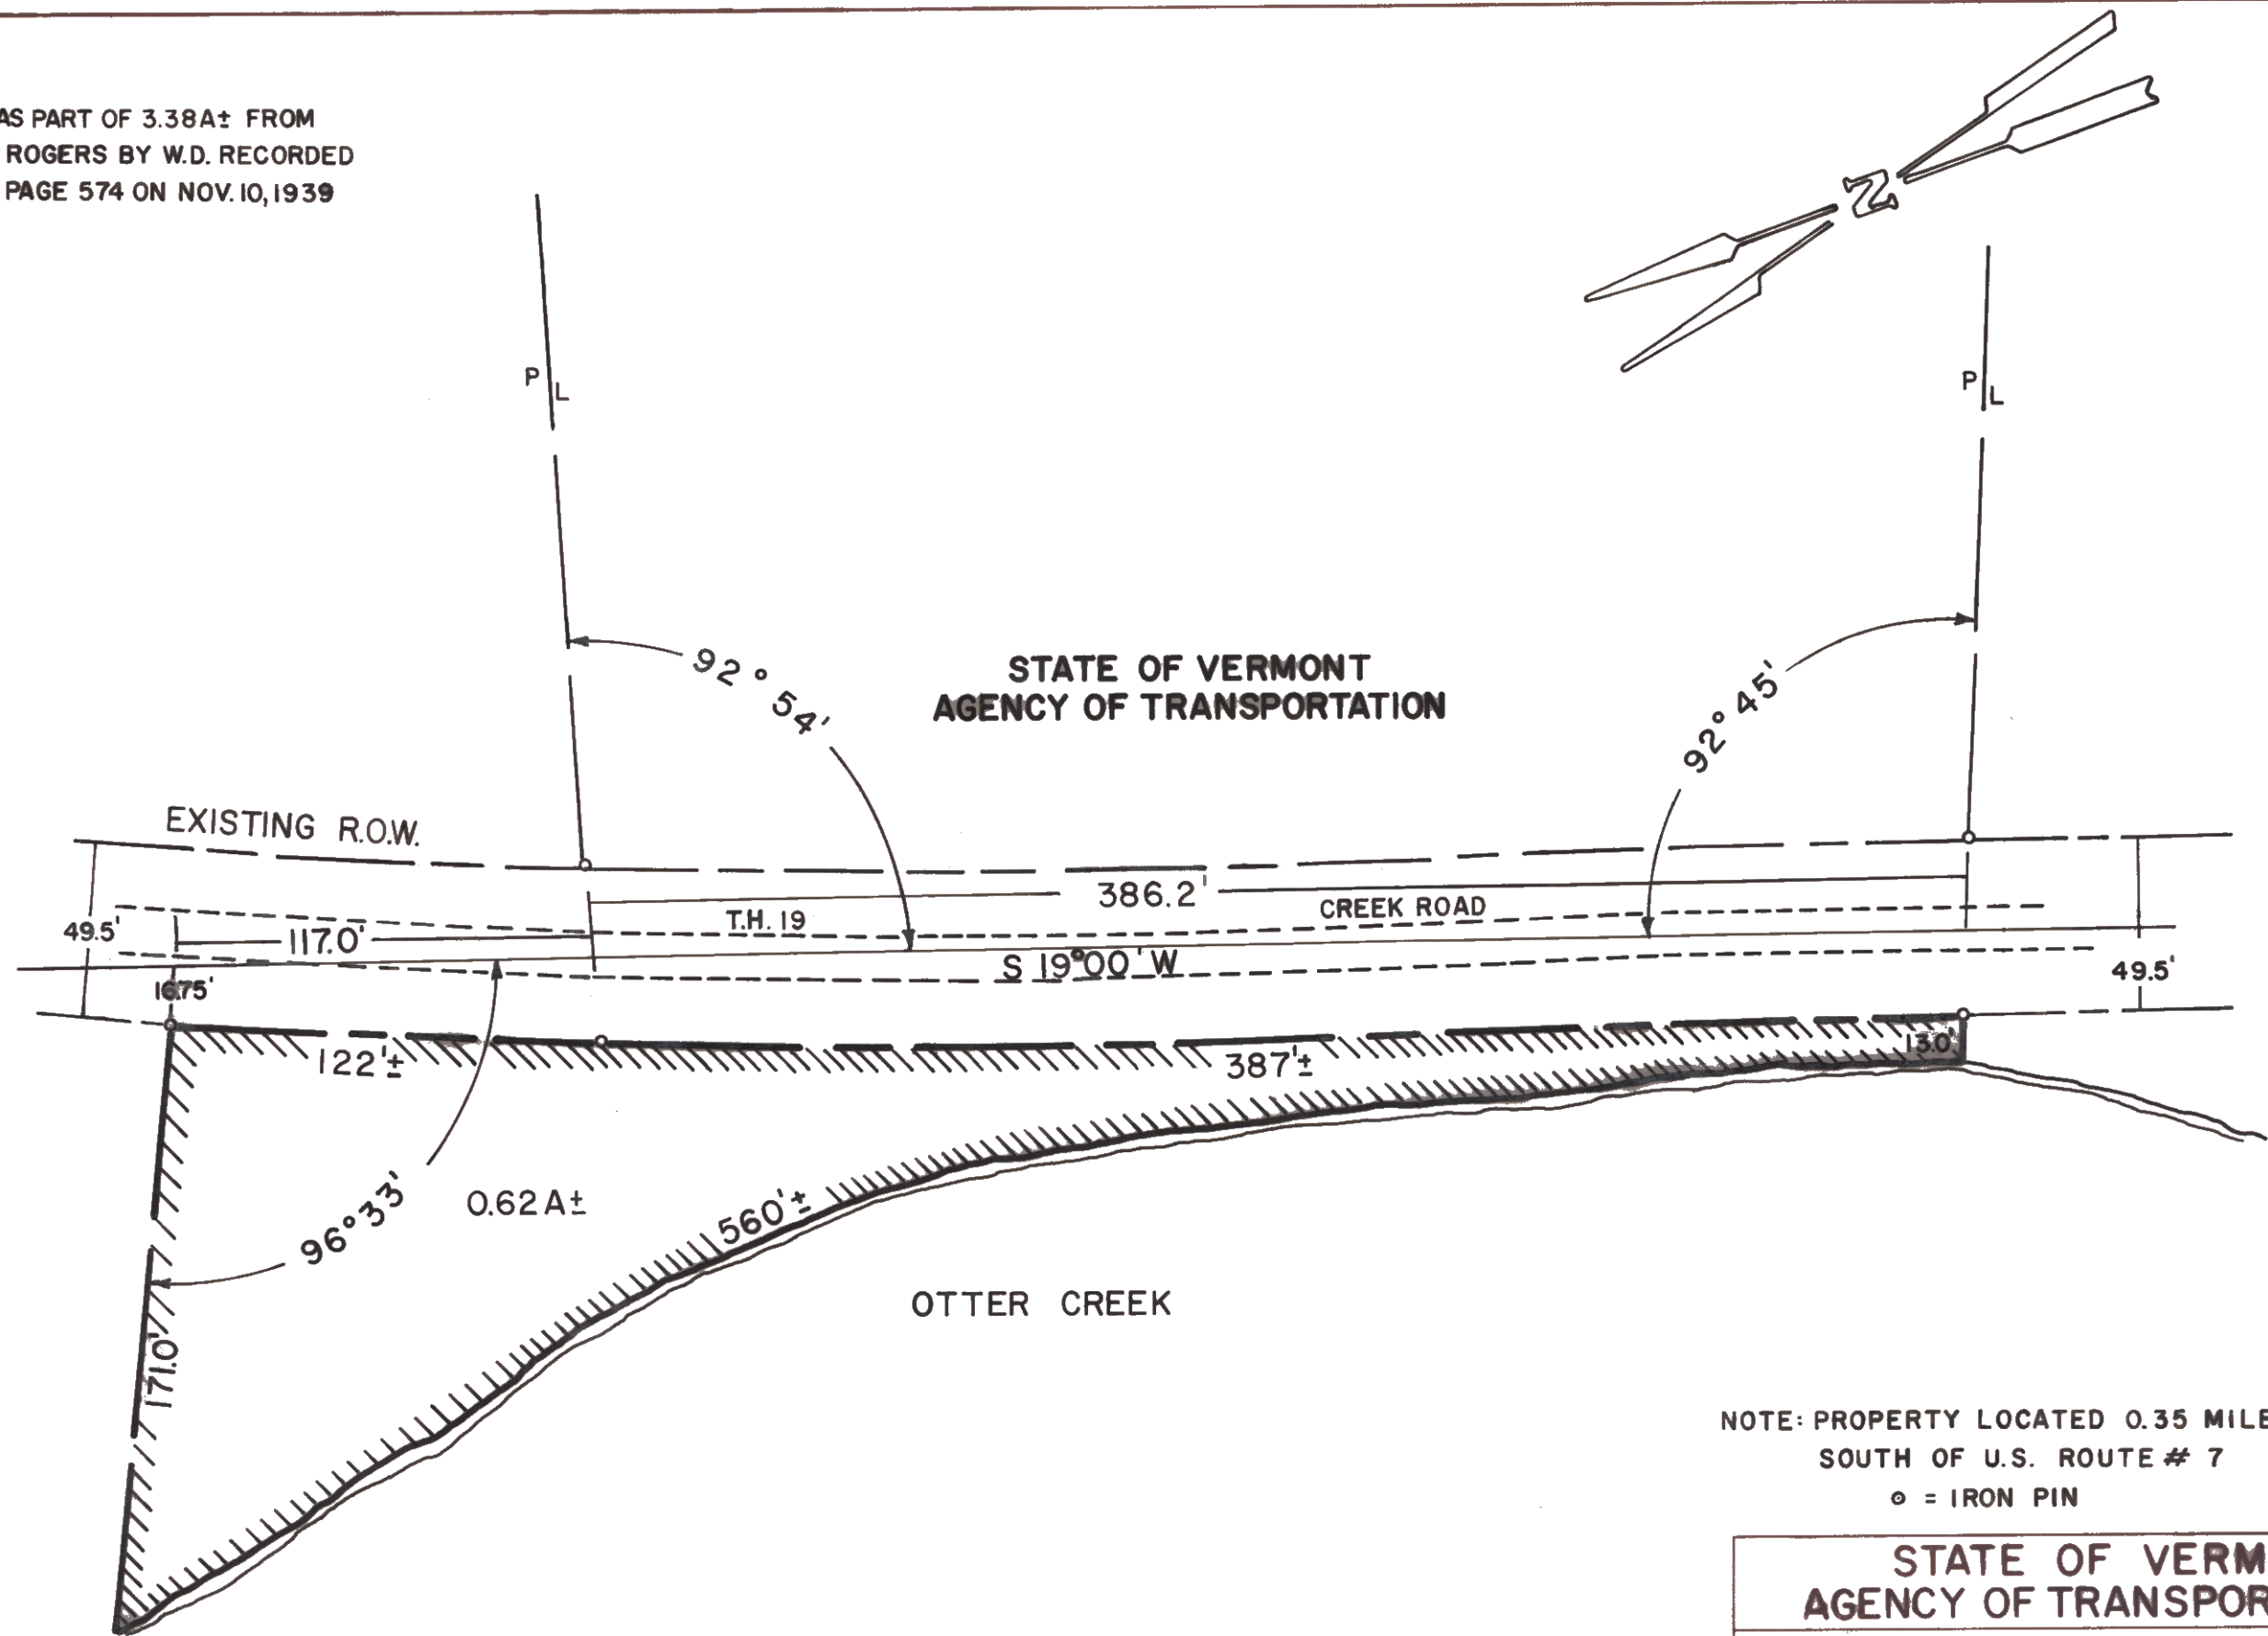 AS PART OF 3.38A± FROM
ROGERS BY W.D. RECORDED
PAGE 574 ON NOV. 10, 1939
N
P L
P L
92° 54'
STATE OF VERMONT
AGENCY OF TRANSPORTATION
92° 45'
EXISTING R.O.W.
386.2'
CREEK ROAD
T.H. 19
49.5'
117.0'
S 19°00' W
49.5'
16.75'
13.0'
122'±
387'±
96°33'
0.62A±
560'±
OTTER CREEK
171.0'
NOTE: PROPERTY LOCATED 0.35 MILE
SOUTH OF U.S. ROUTE # 7
⊙ = IRON PIN
STATE OF VERM
AGENCY OF TRANSPOR